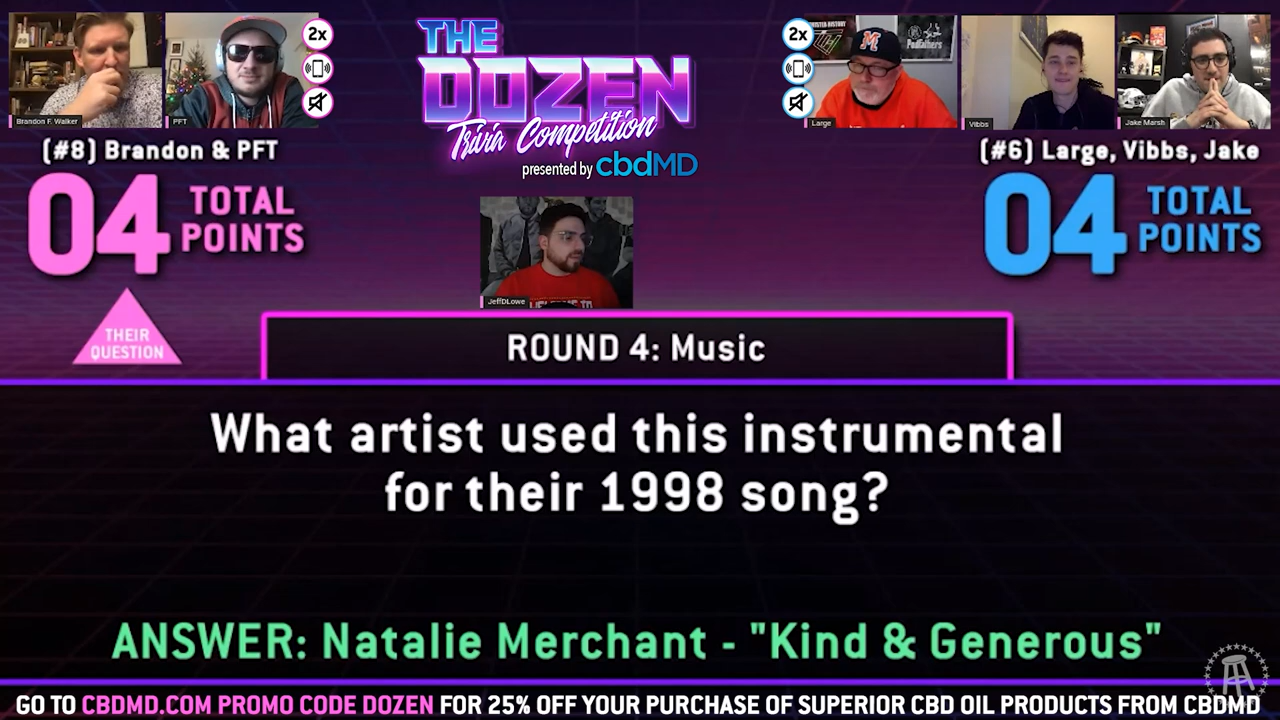 Brandon F. Walker
PFT
2x
THE
DOZEN
Trivia Competition
presented by cbdMD
2x
Large
Vibbs
Jake Marsh
(#8) Brandon & PFT
04 TOTAL POINTS
(#6) Large, Vibbs, Jake
04 TOTAL POINTS
JeffDLowe
THEIR
QUESTION
ROUND 4: Music
What artist used this instrumental
for their 1998 song?
ANSWER: Natalie Merchant - "Kind & Generous"
GO TO CBDMD.COM PROMO CODE DOZEN FOR 25% OFF YOUR PURCHASE OF SUPERIOR CBD OIL PRODUCTS FROM CBDMD